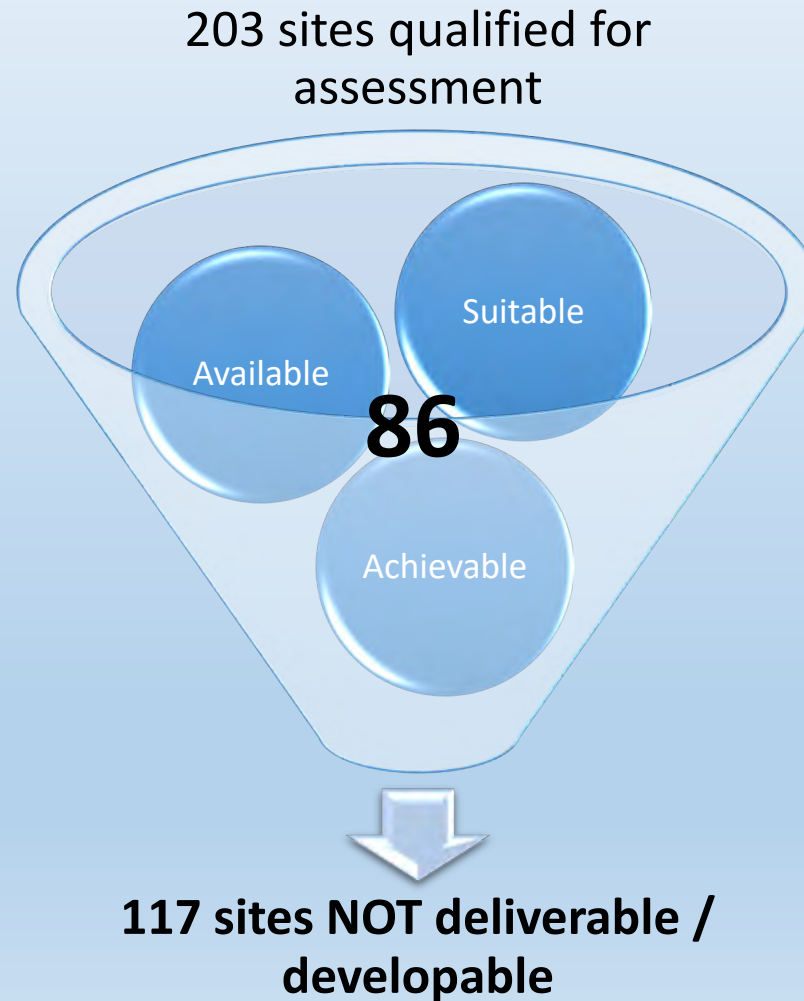 203 sites qualified for
assessment
Suitable
Available
86
Achievable
117 sites NOT deliverable /
developable